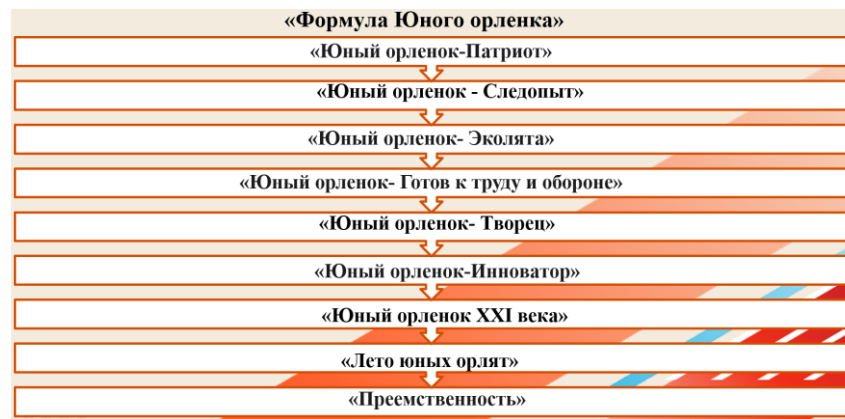 «Формула Юного орленка»
«Юный орленок-Патриот»
«Юный орленок - Следопыт»
«Юный орленок- Эколята»
«Юный орленок- Готов к труду и обороне»
«Юный орленок- Творец»
«Юный орленок-Инноватор»
«Юный орленок XXI века»
«Лето юных орлят»
«Преемственность»